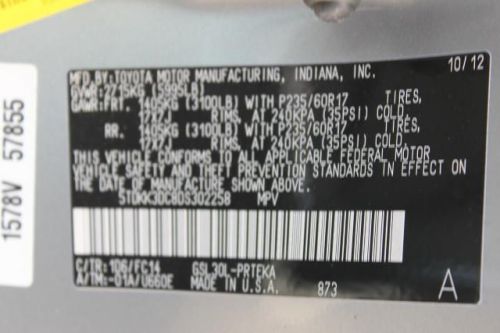 MFD.BY:TOYOTA MOTOR MANUFACTURING, INDIANA, INC. 10/12
GVWR:2715KG (5995LB)
GAWR:FRT. 1405KG (3100LB) WITH P235/60R17 TIRES,
17X7J RIMS, AT 240KPA (35PSI) COLD.
RR. 1405KG (3100LB) WITH P235/60R17 TIRES,
17X7J RIMS, AT 240KPA (35PSI) COLD.
THIS VEHICLE CONFORMS TO ALL APPLICABLE FEDERAL MOTOR
VEHICLE SAFETY AND THEFT PREVENTION STANDARDS IN EFFECT ON
THE DATE OF MANUFACTURE SHOWN ABOVE.
5TDKK3DC8DS302258 MPV
C/TR:1D6/FC14 GSL30L-PRTEKA
A/TM:-01A/U660E MADE IN U.S.A. 873 A
1578V 57855